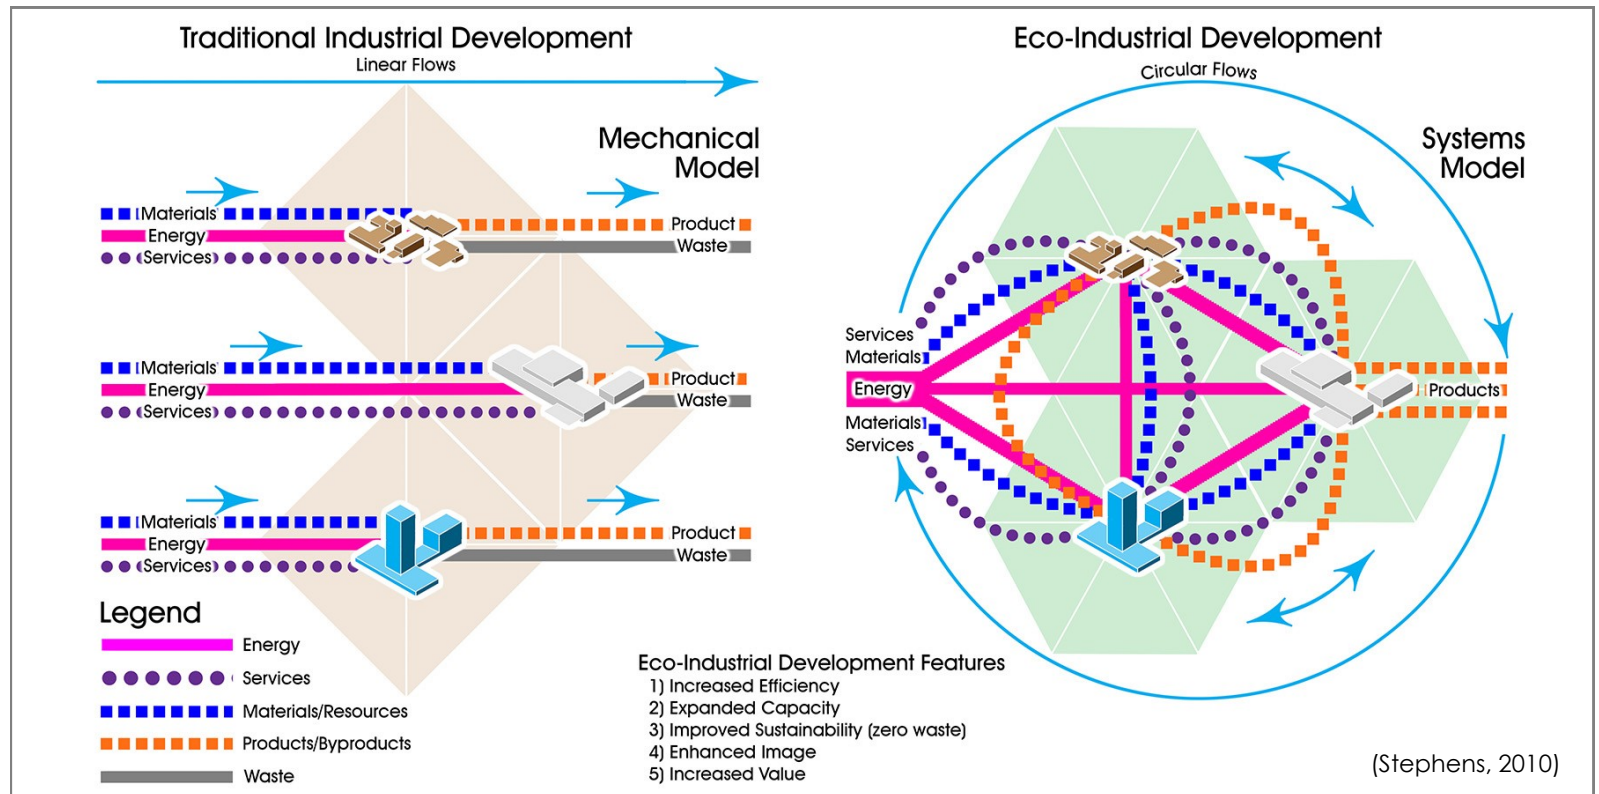 Traditional Industrial Development
Linear Flows
Mechanical
Model
Materials
Energy
Services
Product
Waste
Materials
Energy
Services
Product
Waste
Materials
Energy
Services
Product
Waste
Legend
Energy
Services
Materials/Resources
Products/Byproducts
Waste
Eco-Industrial Development
Circular Flows
Systems
Model
Services
Materials
Energy
Materials
Services
Products
Eco-Industrial Development Features
1) Increased Efficiency
2) Expanded Capacity
3) Improved Sustainability (zero waste)
4) Enhanced Image
5) Increased Value
(Stephens, 2010)